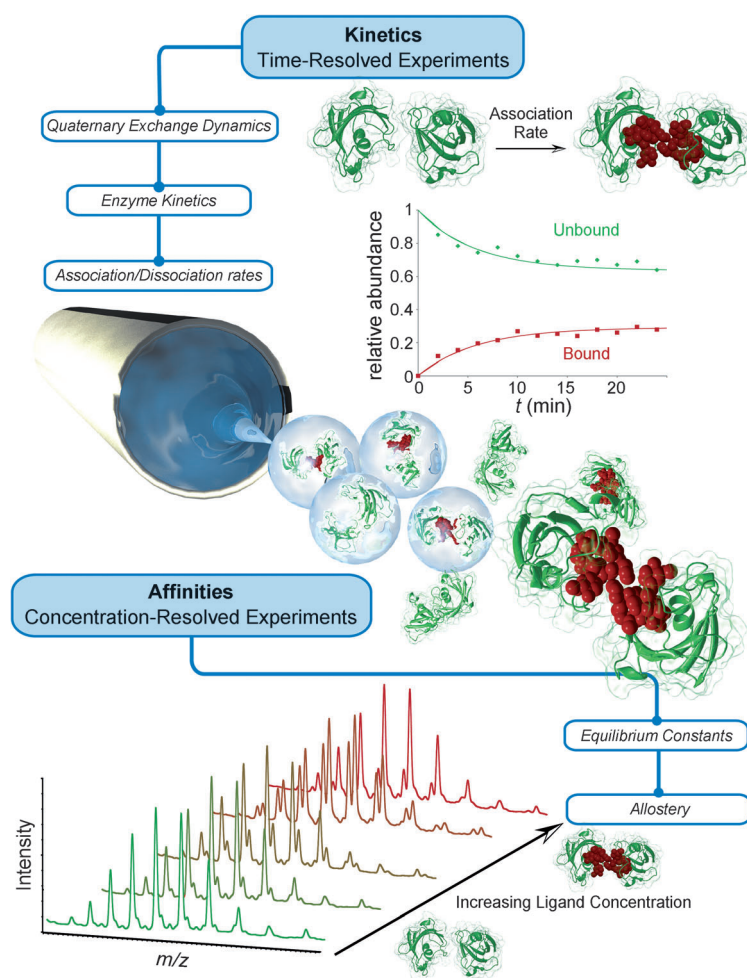 Kinetics
Time-Resolved Experiments
Quaternary Exchange Dynamics
Enzyme Kinetics
Association/Dissociation rates
Association
Rate
relative abundance
1
0.8
0.6
0.4
0.2
0
Unbound
Bound
0
5
10
15
20
t (min)
Affinities
Concentration-Resolved Experiments
Equilibrium Constants
Allostery
Intensity
m/z
Increasing Ligand Concentration